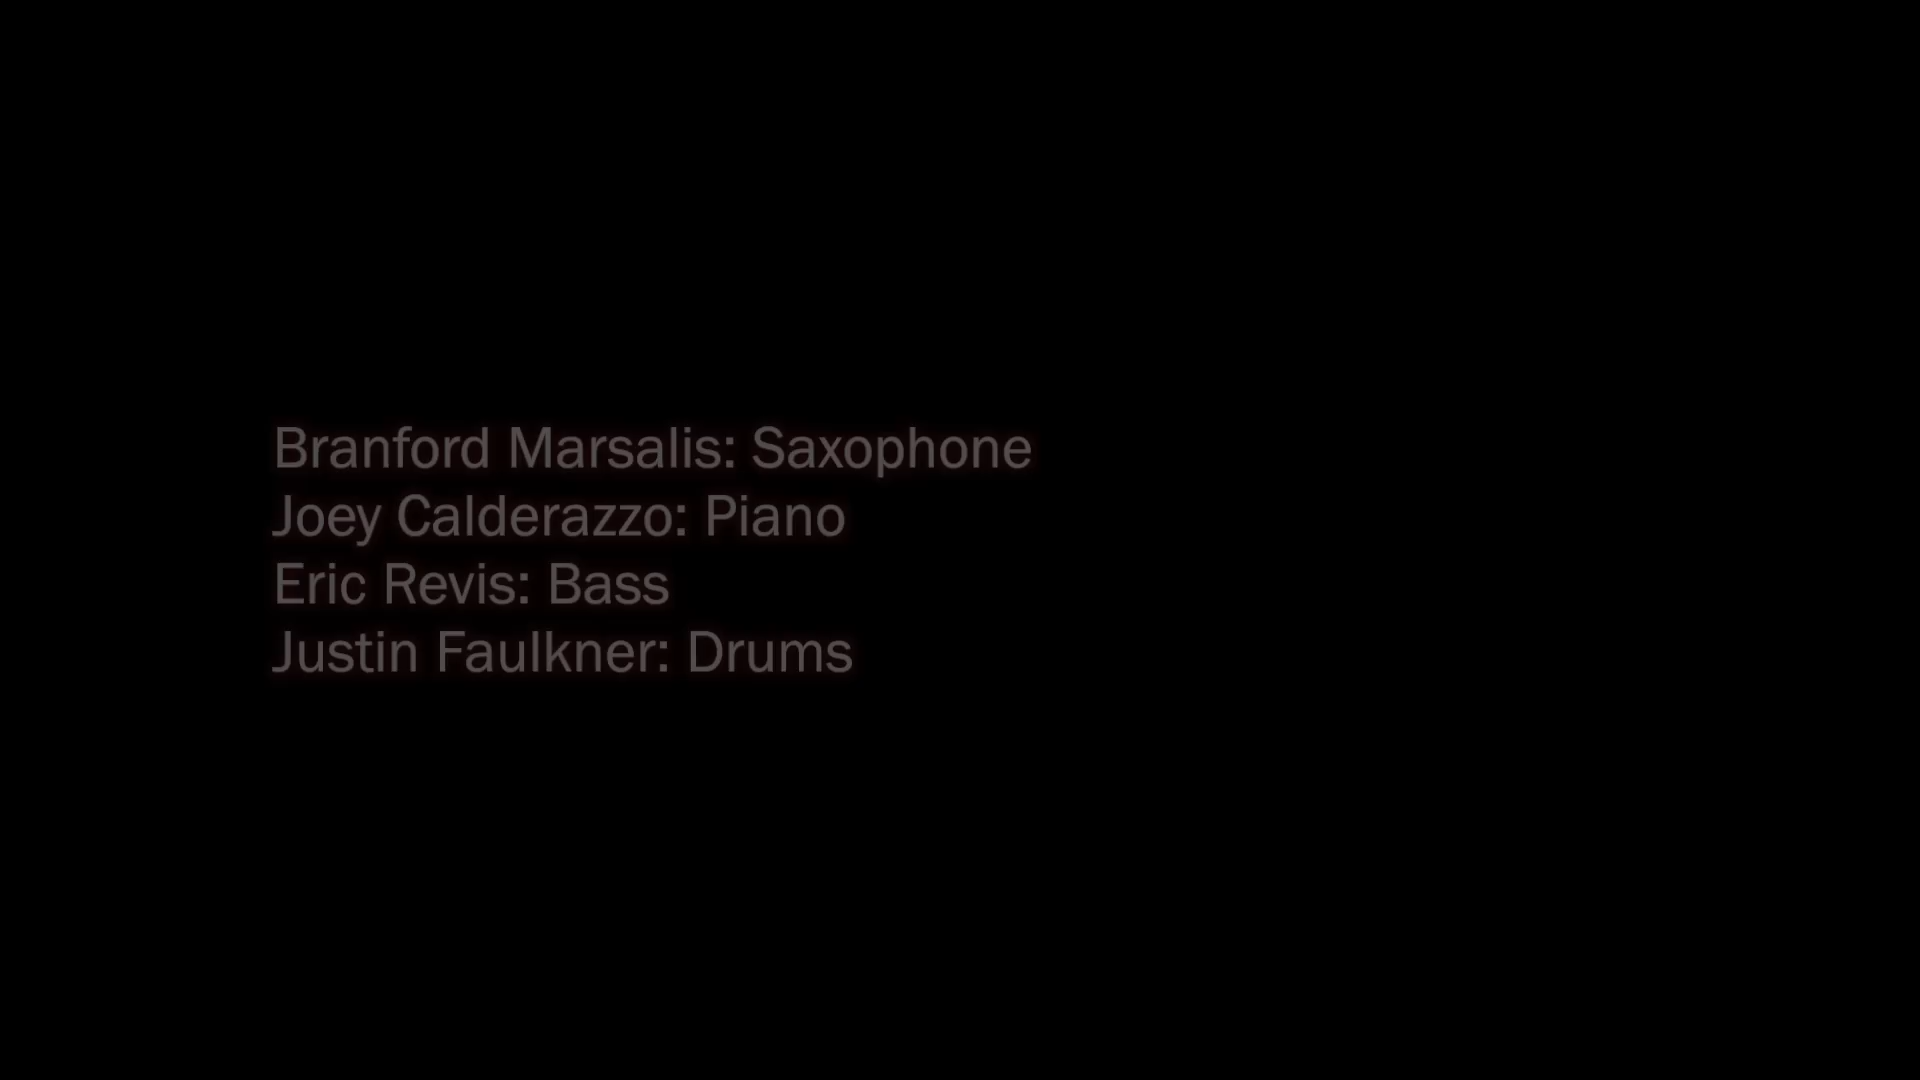 Branford Marsalis: Saxophone
Joey Calderazzo: Piano
Eric Revis: Bass
Justin Faulkner: Drums